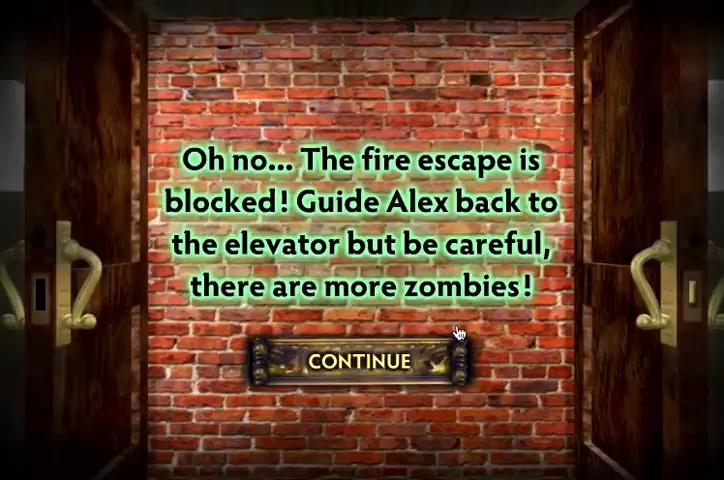 Oh no... The fire escape is
blocked! Guide Alex back to
the elevator but be careful,
there are more zombies!
CONTINUE